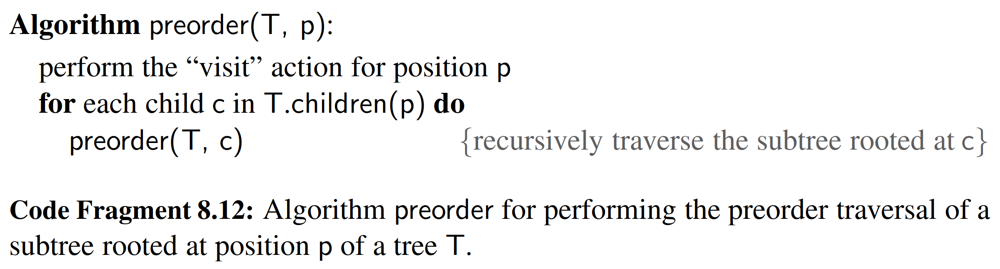 Algorithm preorder(T, p):
perform the “visit” action for position p
for each child c in T.children(p) do
preorder(T, c) {recursively traverse the subtree rooted at c}
Code Fragment 8.12: Algorithm preorder for performing the preorder traversal of a
subtree rooted at position p of a tree T.